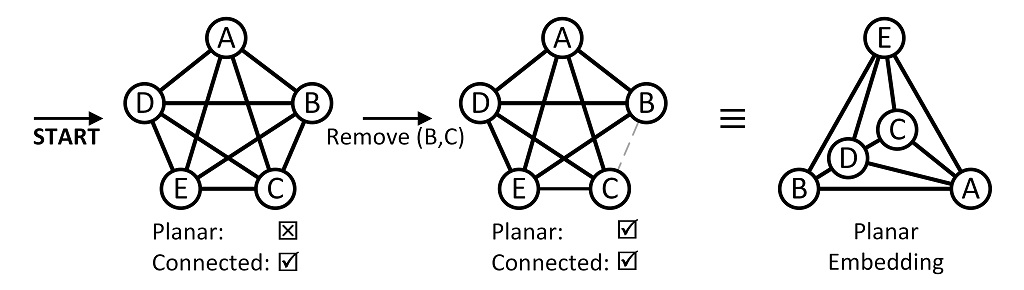 A
D
B
E
C
START
Planar: ☒
Connected: ☑
Remove (B,C)
A
D
B
E
C
Planar: ☑
Connected: ☑
≡
E
C
D
B
A
Planar
Embedding